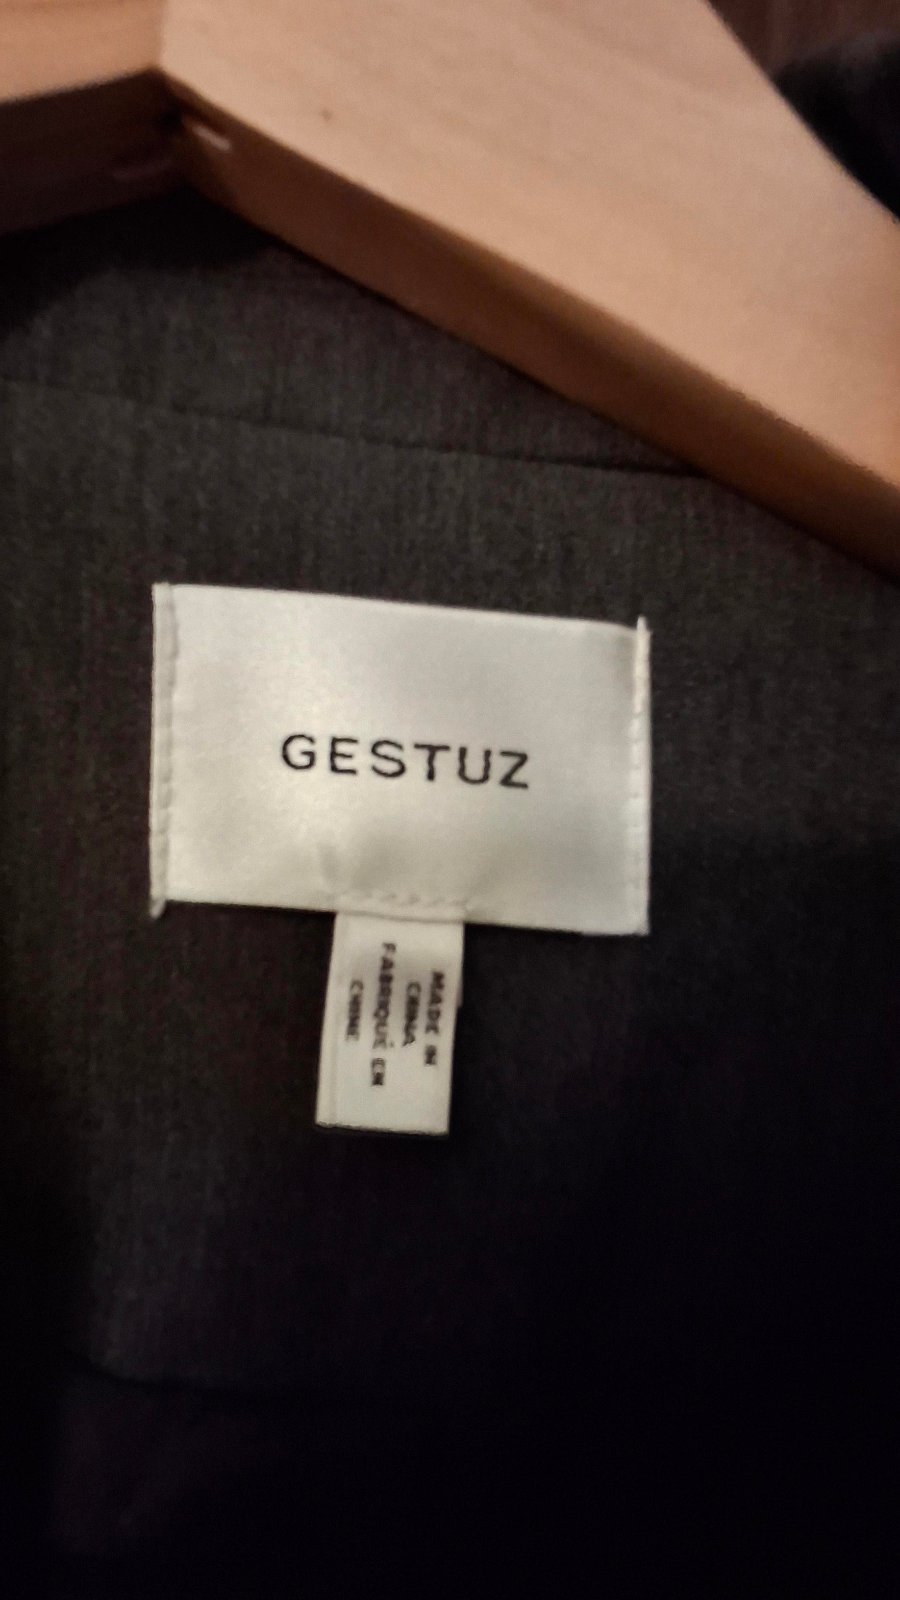 GESTUZ
MADE IN
CHINA
FABRIQUÉ EN
CHINE